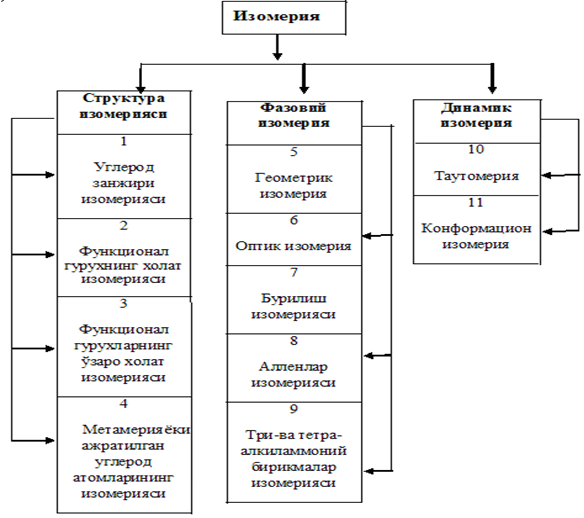 Изомерия
Структура
изомерияси
1
Углерод
занжири
изомерияси
2
Функционал
гурухнинг холат
изомерияси
3
Функционал
гурухларнинг
ўзаро холат
изомерияси
4
Метамерия ёки
ажратилган
углерод
атомларининг
изомерияси
Фазовий
изомерия
5
Геометрик
изомерия
6
Оптик изомерия
7
Бурилиш
изомерияси
8
Алленлар
изомерияси
9
Три-ва тетра-
алкиламмоний
бирикмалар
изомерияси
Динамик
изомерия
10
Таутомерия
11
Конформацион
изомерия